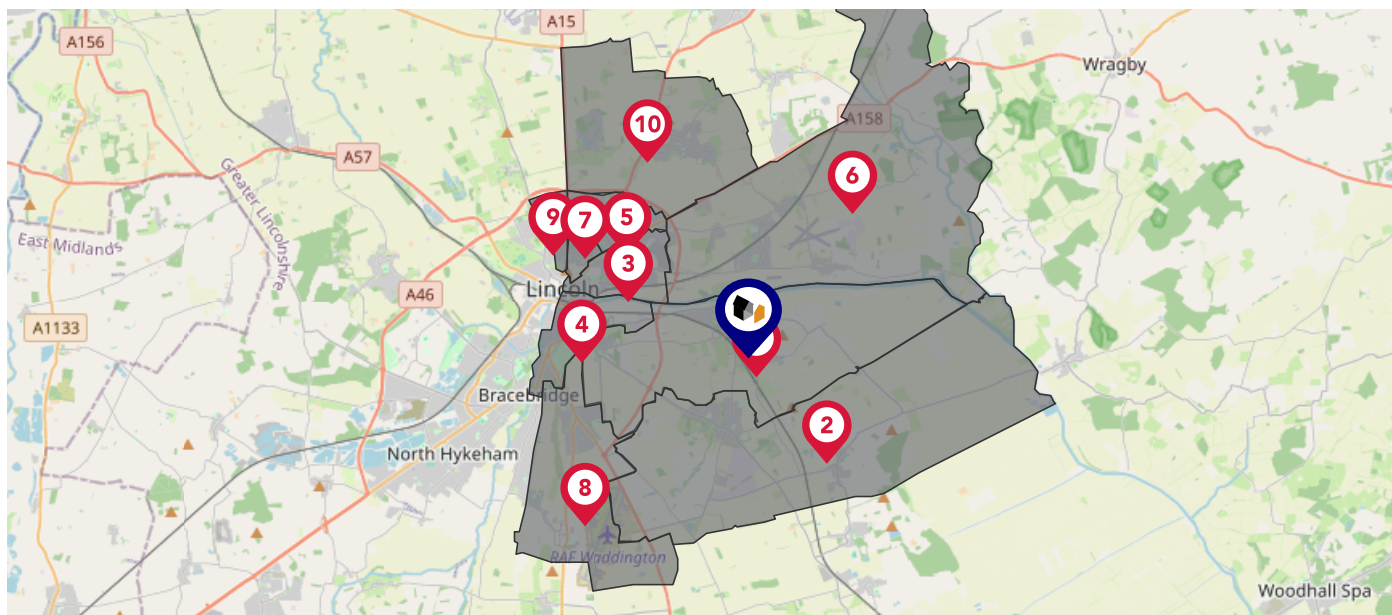 A15
A156
Wragby
10
A158
A57
6
Greater Lincolnshire
9
7
5
East Midlands
3
Lincoln
A46
4
A1133
Bracebridge
2
North Hykeham
8
RAF Waddington
Woodhall Spa